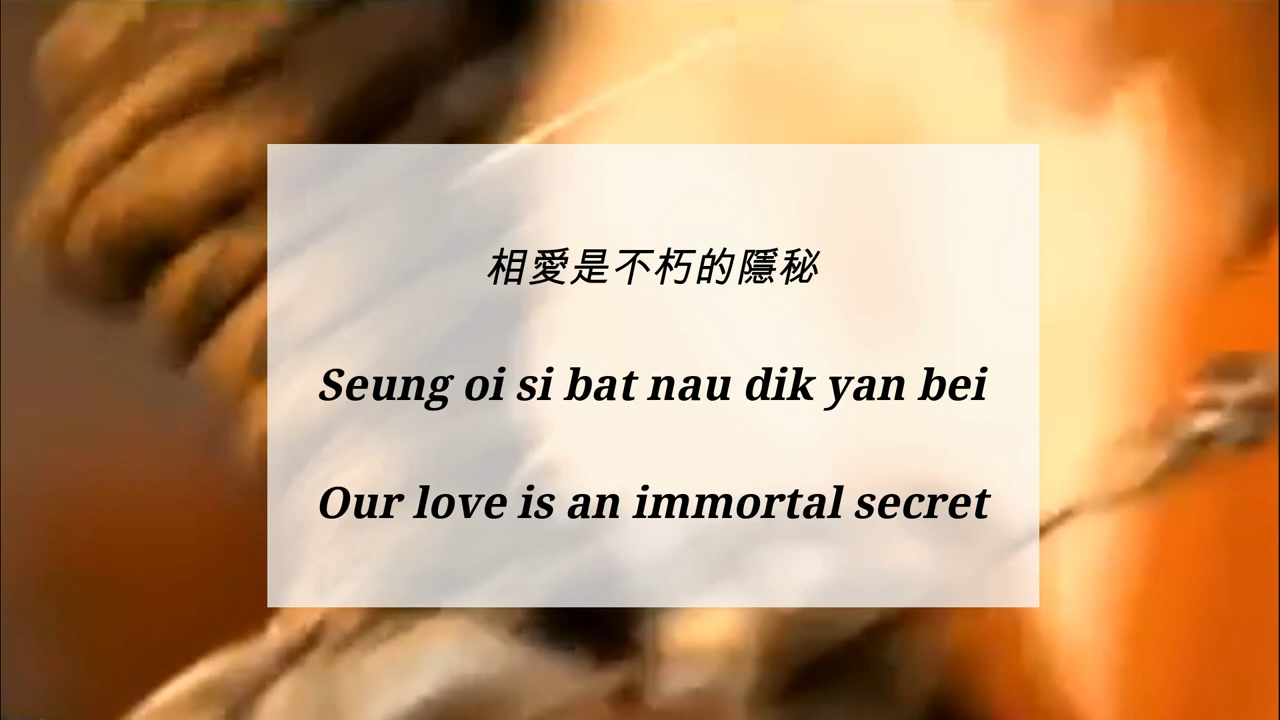 相愛是不朽的隱秘
Seung oi si bat nau dik yan bei
Our love is an immortal secret